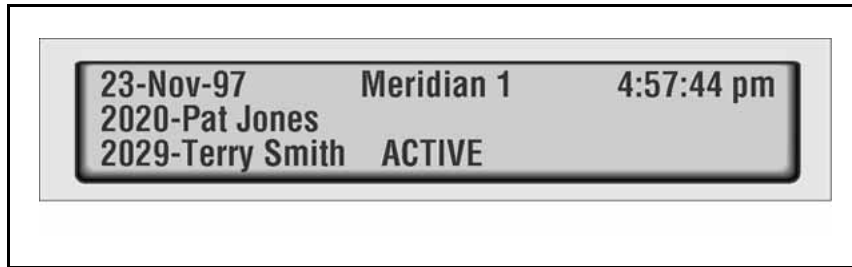 23-Nov-97 Meridian 1 4:57:44 pm
2020-Pat Jones
2029-Terry Smith ACTIVE